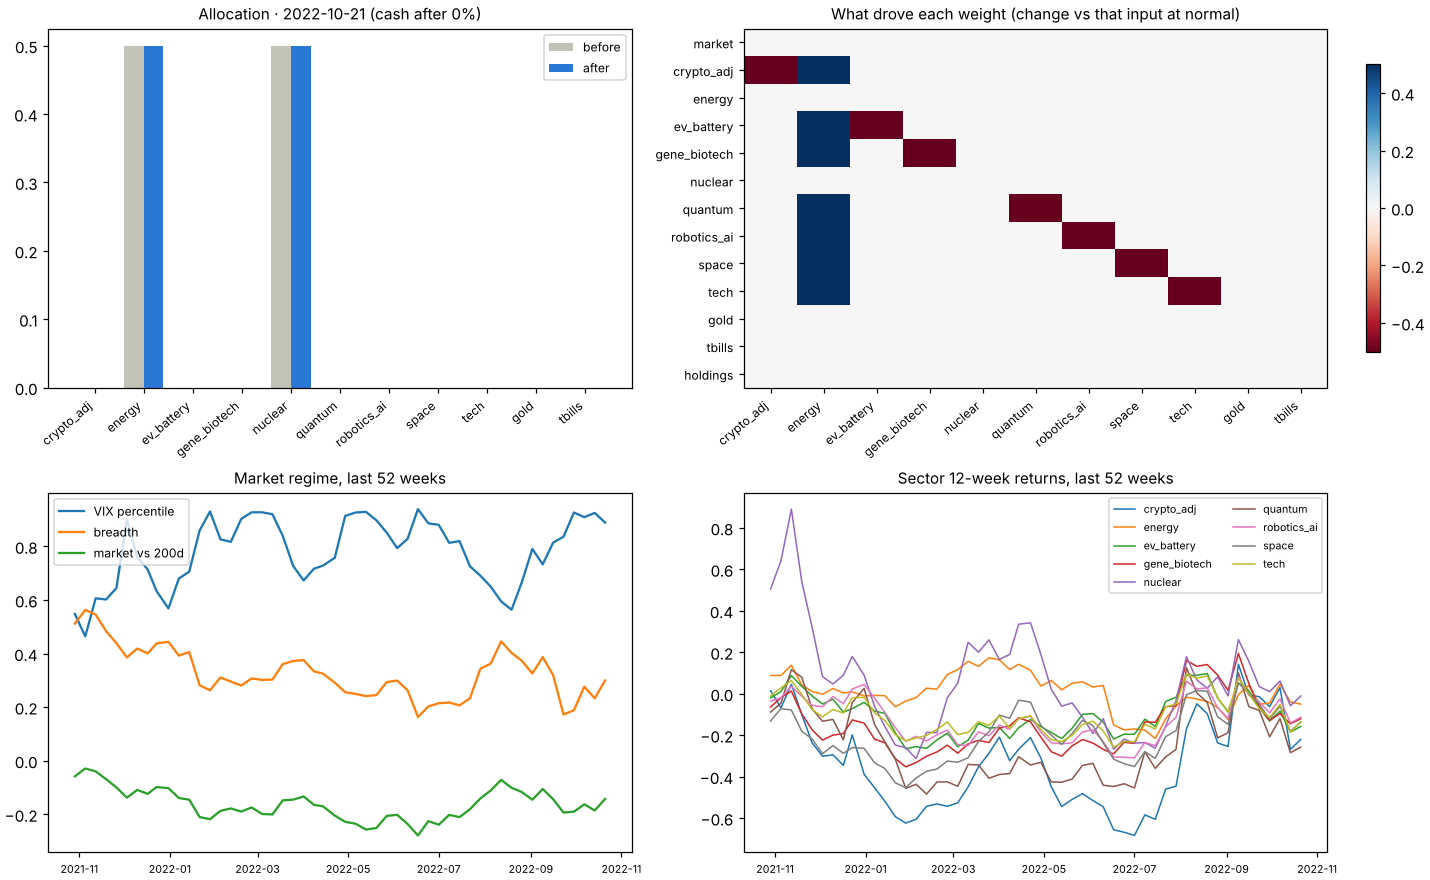 Allocation · 2022-10-21 (cash after 0%)
0.5
0.4
0.3
0.2
0.1
0.0
before
after
crypto_adj
energy
ev_battery
gene_biotech
nuclear
quantum
robotics_ai
space
tech
gold
tbills
What drove each weight (change vs that input at normal)
market
crypto_adj
energy
ev_battery
gene_biotech
nuclear
quantum
robotics_ai
space
tech
gold
tbills
holdings
crypto_adj
energy
ev_battery
gene_biotech
nuclear
quantum
robotics_ai
space
tech
gold
tbills
0.4
0.2
0.0
−0.2
−0.4
Market regime, last 52 weeks
VIX percentile
breadth
market vs 200d
0.8
0.6
0.4
0.2
0.0
−0.2
2021-11
2022-01
2022-03
2022-05
2022-07
2022-09
2022-11
Sector 12-week returns, last 52 weeks
crypto_adj
energy
ev_battery
gene_biotech
nuclear
quantum
robotics_ai
space
tech
0.8
0.6
0.4
0.2
0.0
−0.2
−0.4
−0.6
2021-11
2022-01
2022-03
2022-05
2022-07
2022-09
2022-11